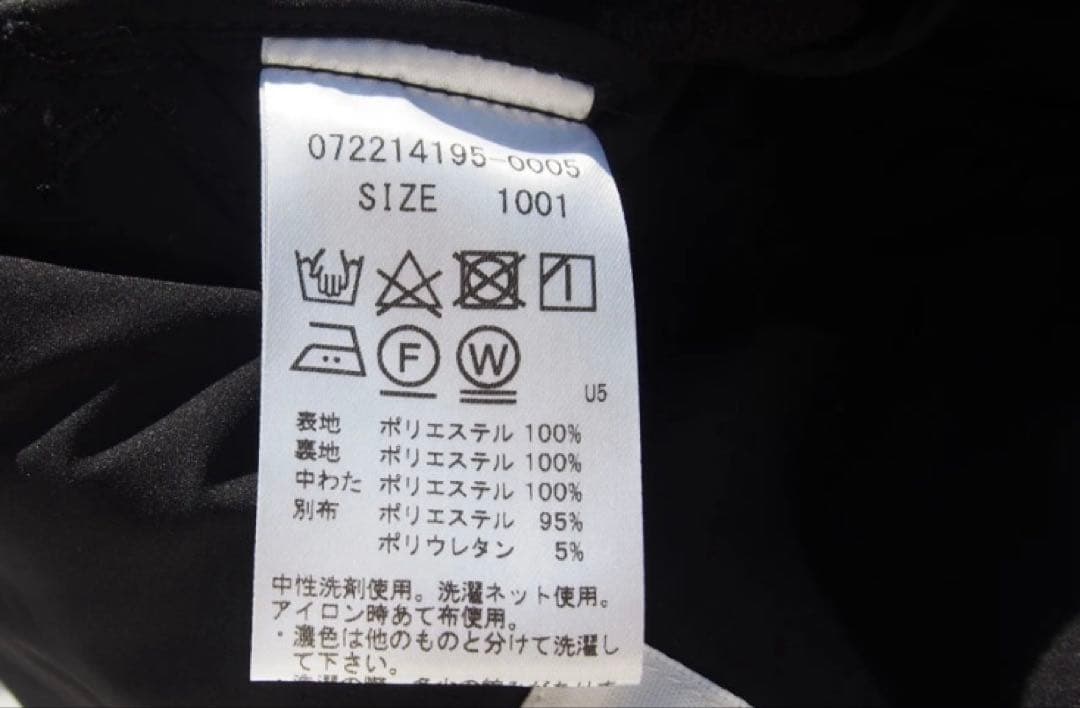 072214195-0005
SIZE 1001
F W
U5
表地 ポリエステル 100%
裏地 ポリエステル 100%
中わた ポリエステル 100%
別布 ポリエステル 95%
ポリウレタン 5%
中性洗剤使用。洗濯ネット使用。
アイロン時あて布使用。
・濃色は他のものと分けて洗濯し
て下さい。